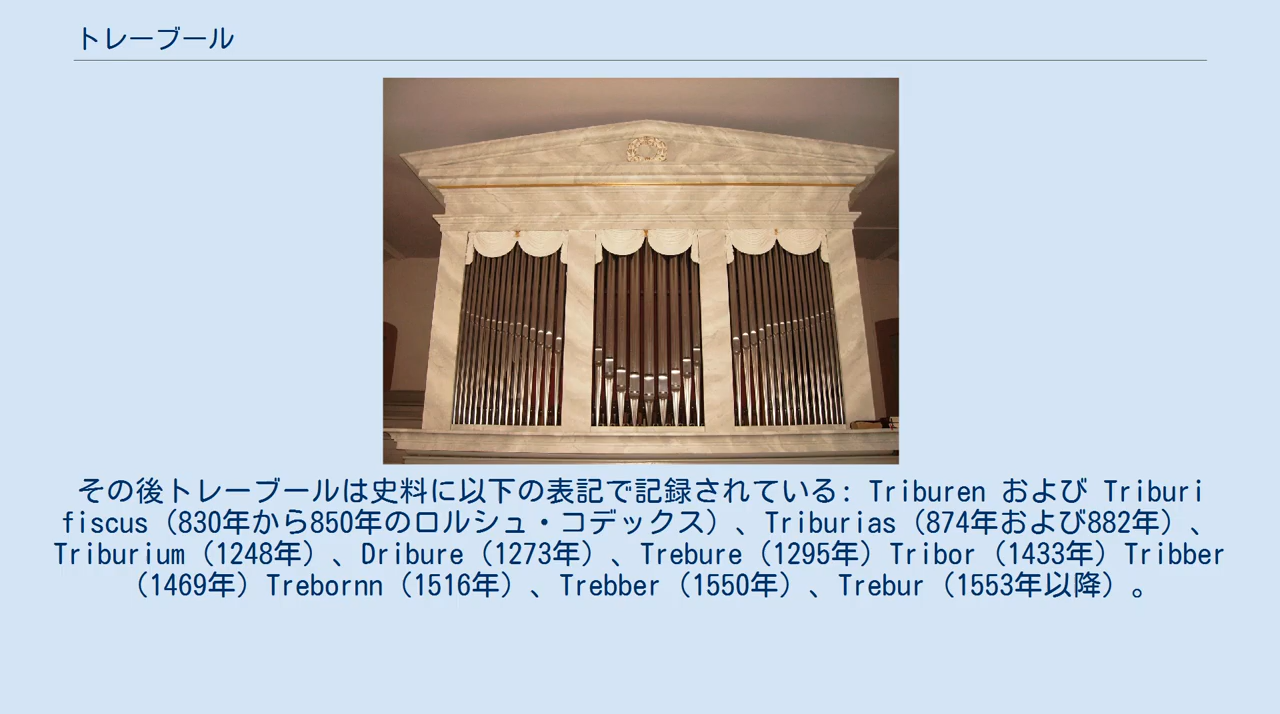 トレーブール
その後トレーブールは史料に以下の表記で記録されている: Triburen および Triburi
fiscus（830年から850年のロルシュ・コデックス）、Triburias（874年および882年）、
Triburium（1248年）、Dribure（1273年）、Trebure（1295年）Tribor（1433年）Tribber
（1469年）Trebornn（1516年）、Trebber（1550年）、Trebur（1553年以降）。